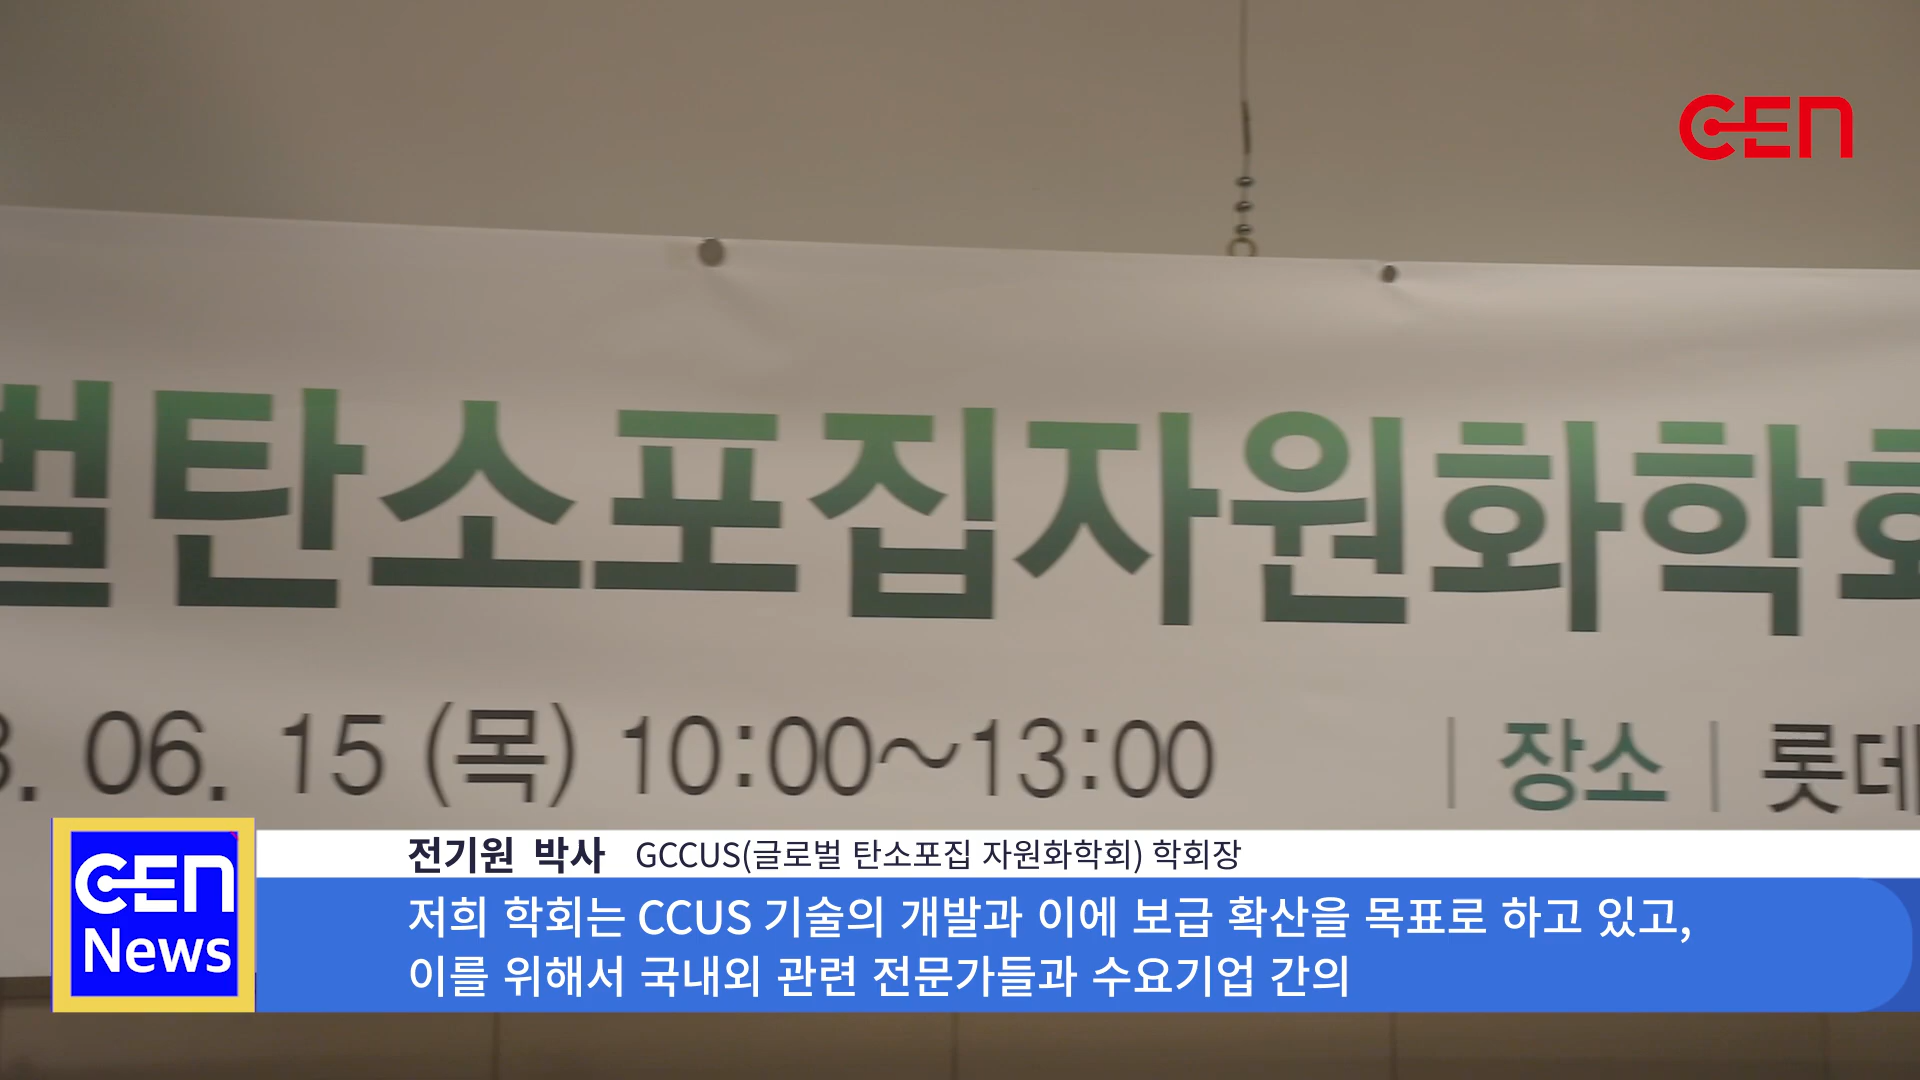 CEN
벌탄소포집자원화학회
3. 06. 15 (목) 10:00~13:00 | 장소 | 롯데
CEN
News
전기원 박사 GCCUS(글로벌 탄소포집 자원화학회) 학회장
저희 학회는 CCUS 기술의 개발과 이에 보급 확산을 목표로 하고 있고,
이를 위해서 국내외 관련 전문가들과 수요기업 간의